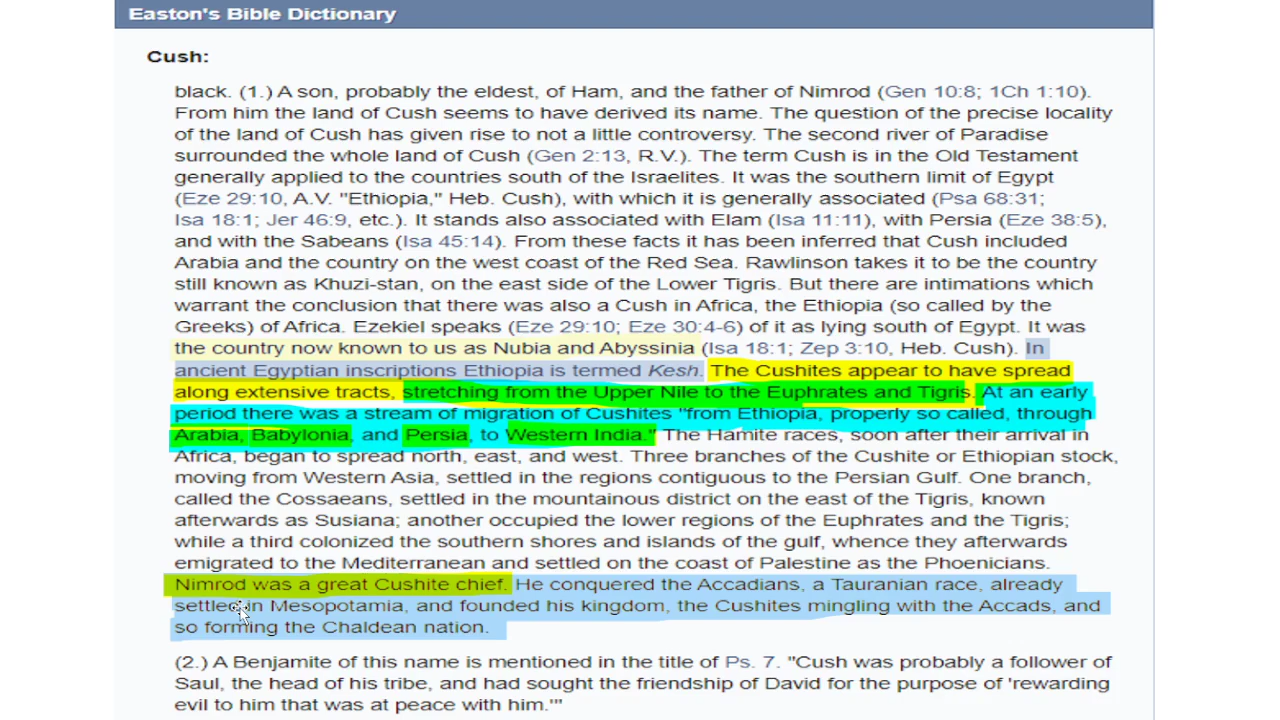 Easton's Bible Dictionary
Cush:
black. (1.) A son, probably the eldest, of Ham, and the father of Nimrod (Gen 10:8; 1Ch 1:10).
From him the land of Cush seems to have derived its name. The question of the precise locality
of the land of Cush has given rise to not a little controversy. The second river of Paradise
surrounded the whole land of Cush (Gen 2:13, R.V.). The term Cush is in the Old Testament
generally applied to the countries south of the Israelites. It was the southern limit of Egypt
(Eze 29:10, A.V. "Ethiopia," Heb. Cush), with which it is generally associated (Psa 68:31;
Isa 18:1; Jer 46:9, etc.). It stands also associated with Elam (Isa 11:11), with Persia (Eze 38:5),
and with the Sabeans (Isa 45:14). From these facts it has been inferred that Cush included
Arabia and the country on the west coast of the Red Sea. Rawlinson takes it to be the country
still known as Khuzi-stan, on the east side of the Lower Tigris. But there are intimations which
warrant the conclusion that there was also a Cush in Africa, the Ethiopia (so called by the
Greeks) of Africa. Ezekiel speaks (Eze 29:10; Eze 30:4-6) of it as lying south of Egypt. It was
the country now known to us as Nubia and Abyssinia (Isa 18:1; Zep 3:10, Heb. Cush). In
ancient Egyptian inscriptions Ethiopia is termed Kesh. The Cushites appear to have spread
along extensive tracts, stretching from the Upper Nile to the Euphrates and Tigris. At an early
period there was a stream of migration of Cushites "from Ethiopia, properly so called, through
Arabia, Babylonia, and Persia, to Western India." The Hamite races, soon after their arrival in
Africa, began to spread north, east, and west. Three branches of the Cushite or Ethiopian stock,
moving from Western Asia, settled in the regions contiguous to the Persian Gulf. One branch,
called the Cossaeans, settled in the mountainous district on the east of the Tigris, known
afterwards as Susiana; another occupied the lower regions of the Euphrates and the Tigris;
while a third colonized the southern shores and islands of the gulf, whence they afterwards
emigrated to the Mediterranean and settled on the coast of Palestine as the Phoenicians.
Nimrod was a great Cushite chief. He conquered the Accadians, a Tauranian race, already
settled in Mesopotamia, and founded his kingdom, the Cushites mingling with the Accads, and
so forming the Chaldean nation.
(2.) A Benjamite of this name is mentioned in the title of Ps. 7. "Cush was probably a follower of
Saul, the head of his tribe, and had sought the friendship of David for the purpose of 'rewarding
evil to him that was at peace with him.'"